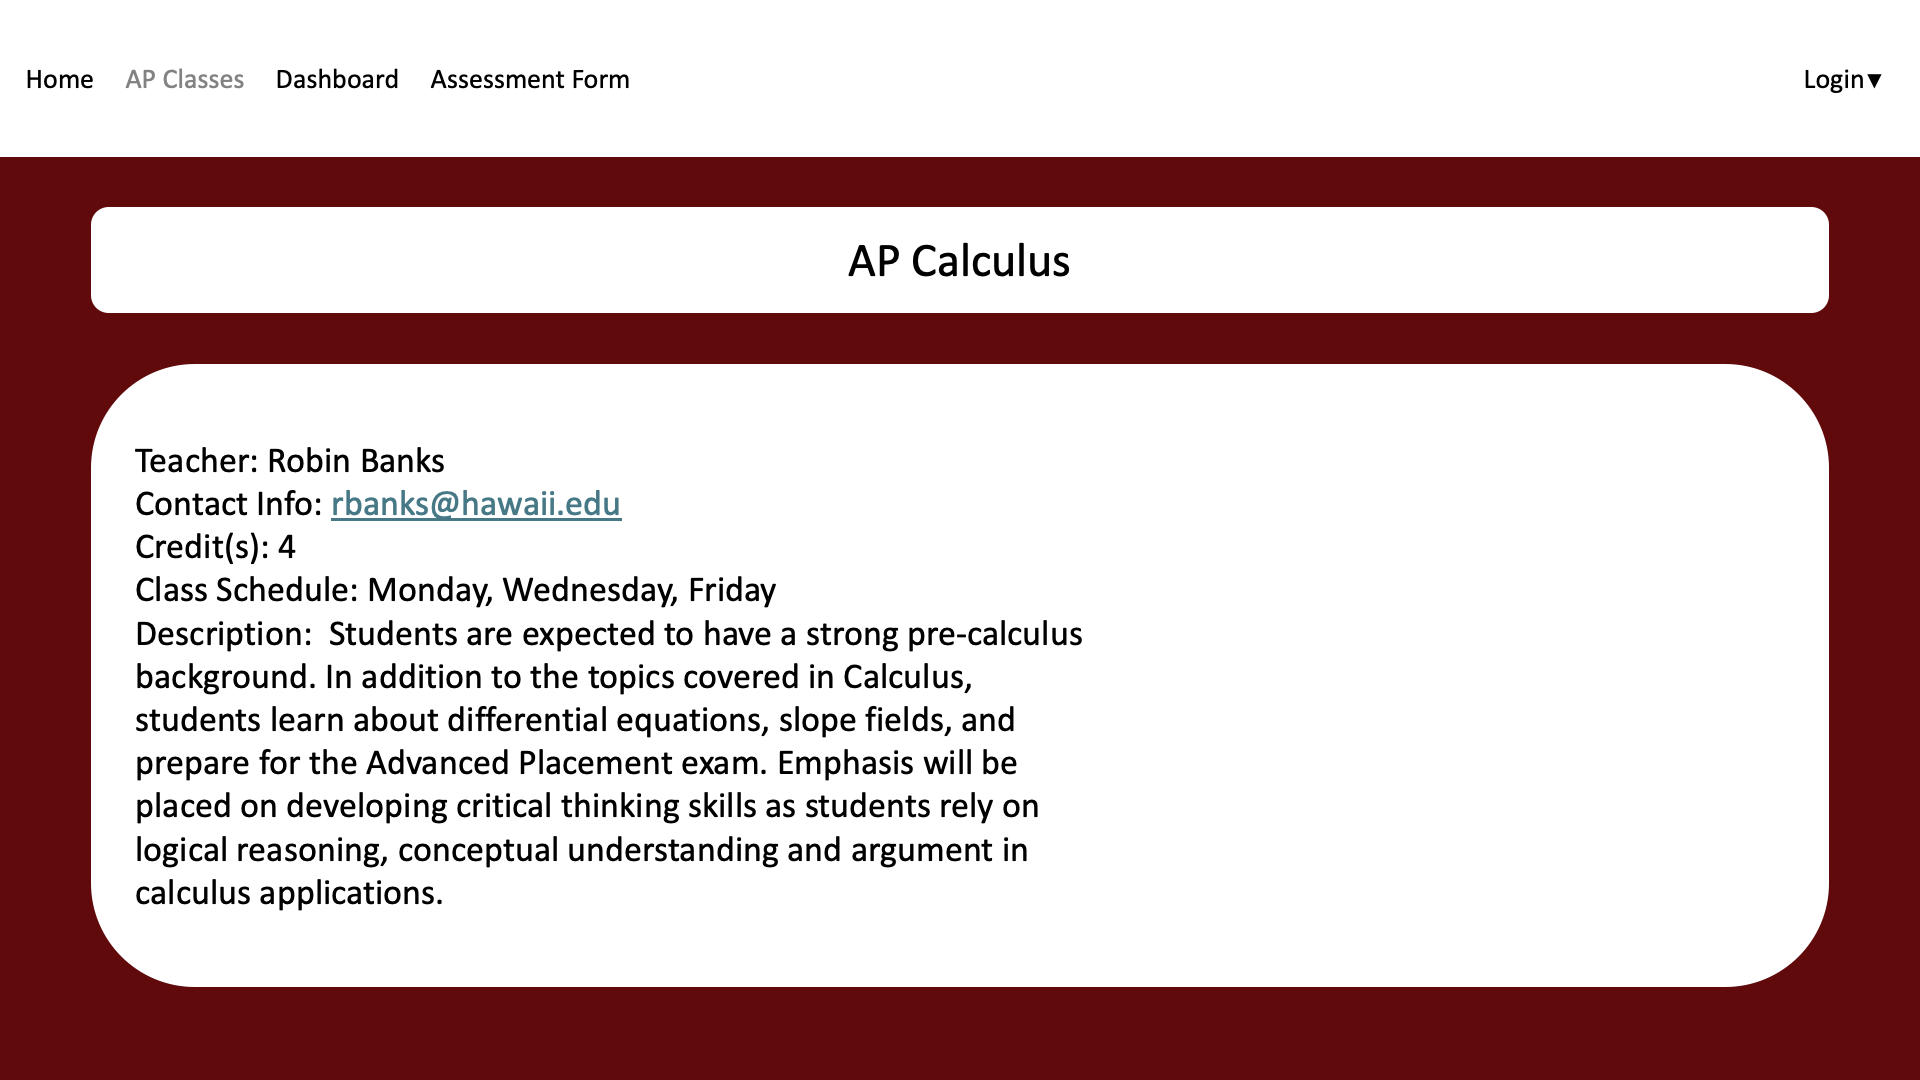 Home AP Classes Dashboard Assessment Form Login▼
AP Calculus
Teacher: Robin Banks
Contact Info: rbanks@hawaii.edu
Credit(s): 4
Class Schedule: Monday, Wednesday, Friday
Description:  Students are expected to have a strong pre-calculus
background. In addition to the topics covered in Calculus,
students learn about differential equations, slope fields, and
prepare for the Advanced Placement exam. Emphasis will be
placed on developing critical thinking skills as students rely on
logical reasoning, conceptual understanding and argument in
calculus applications.